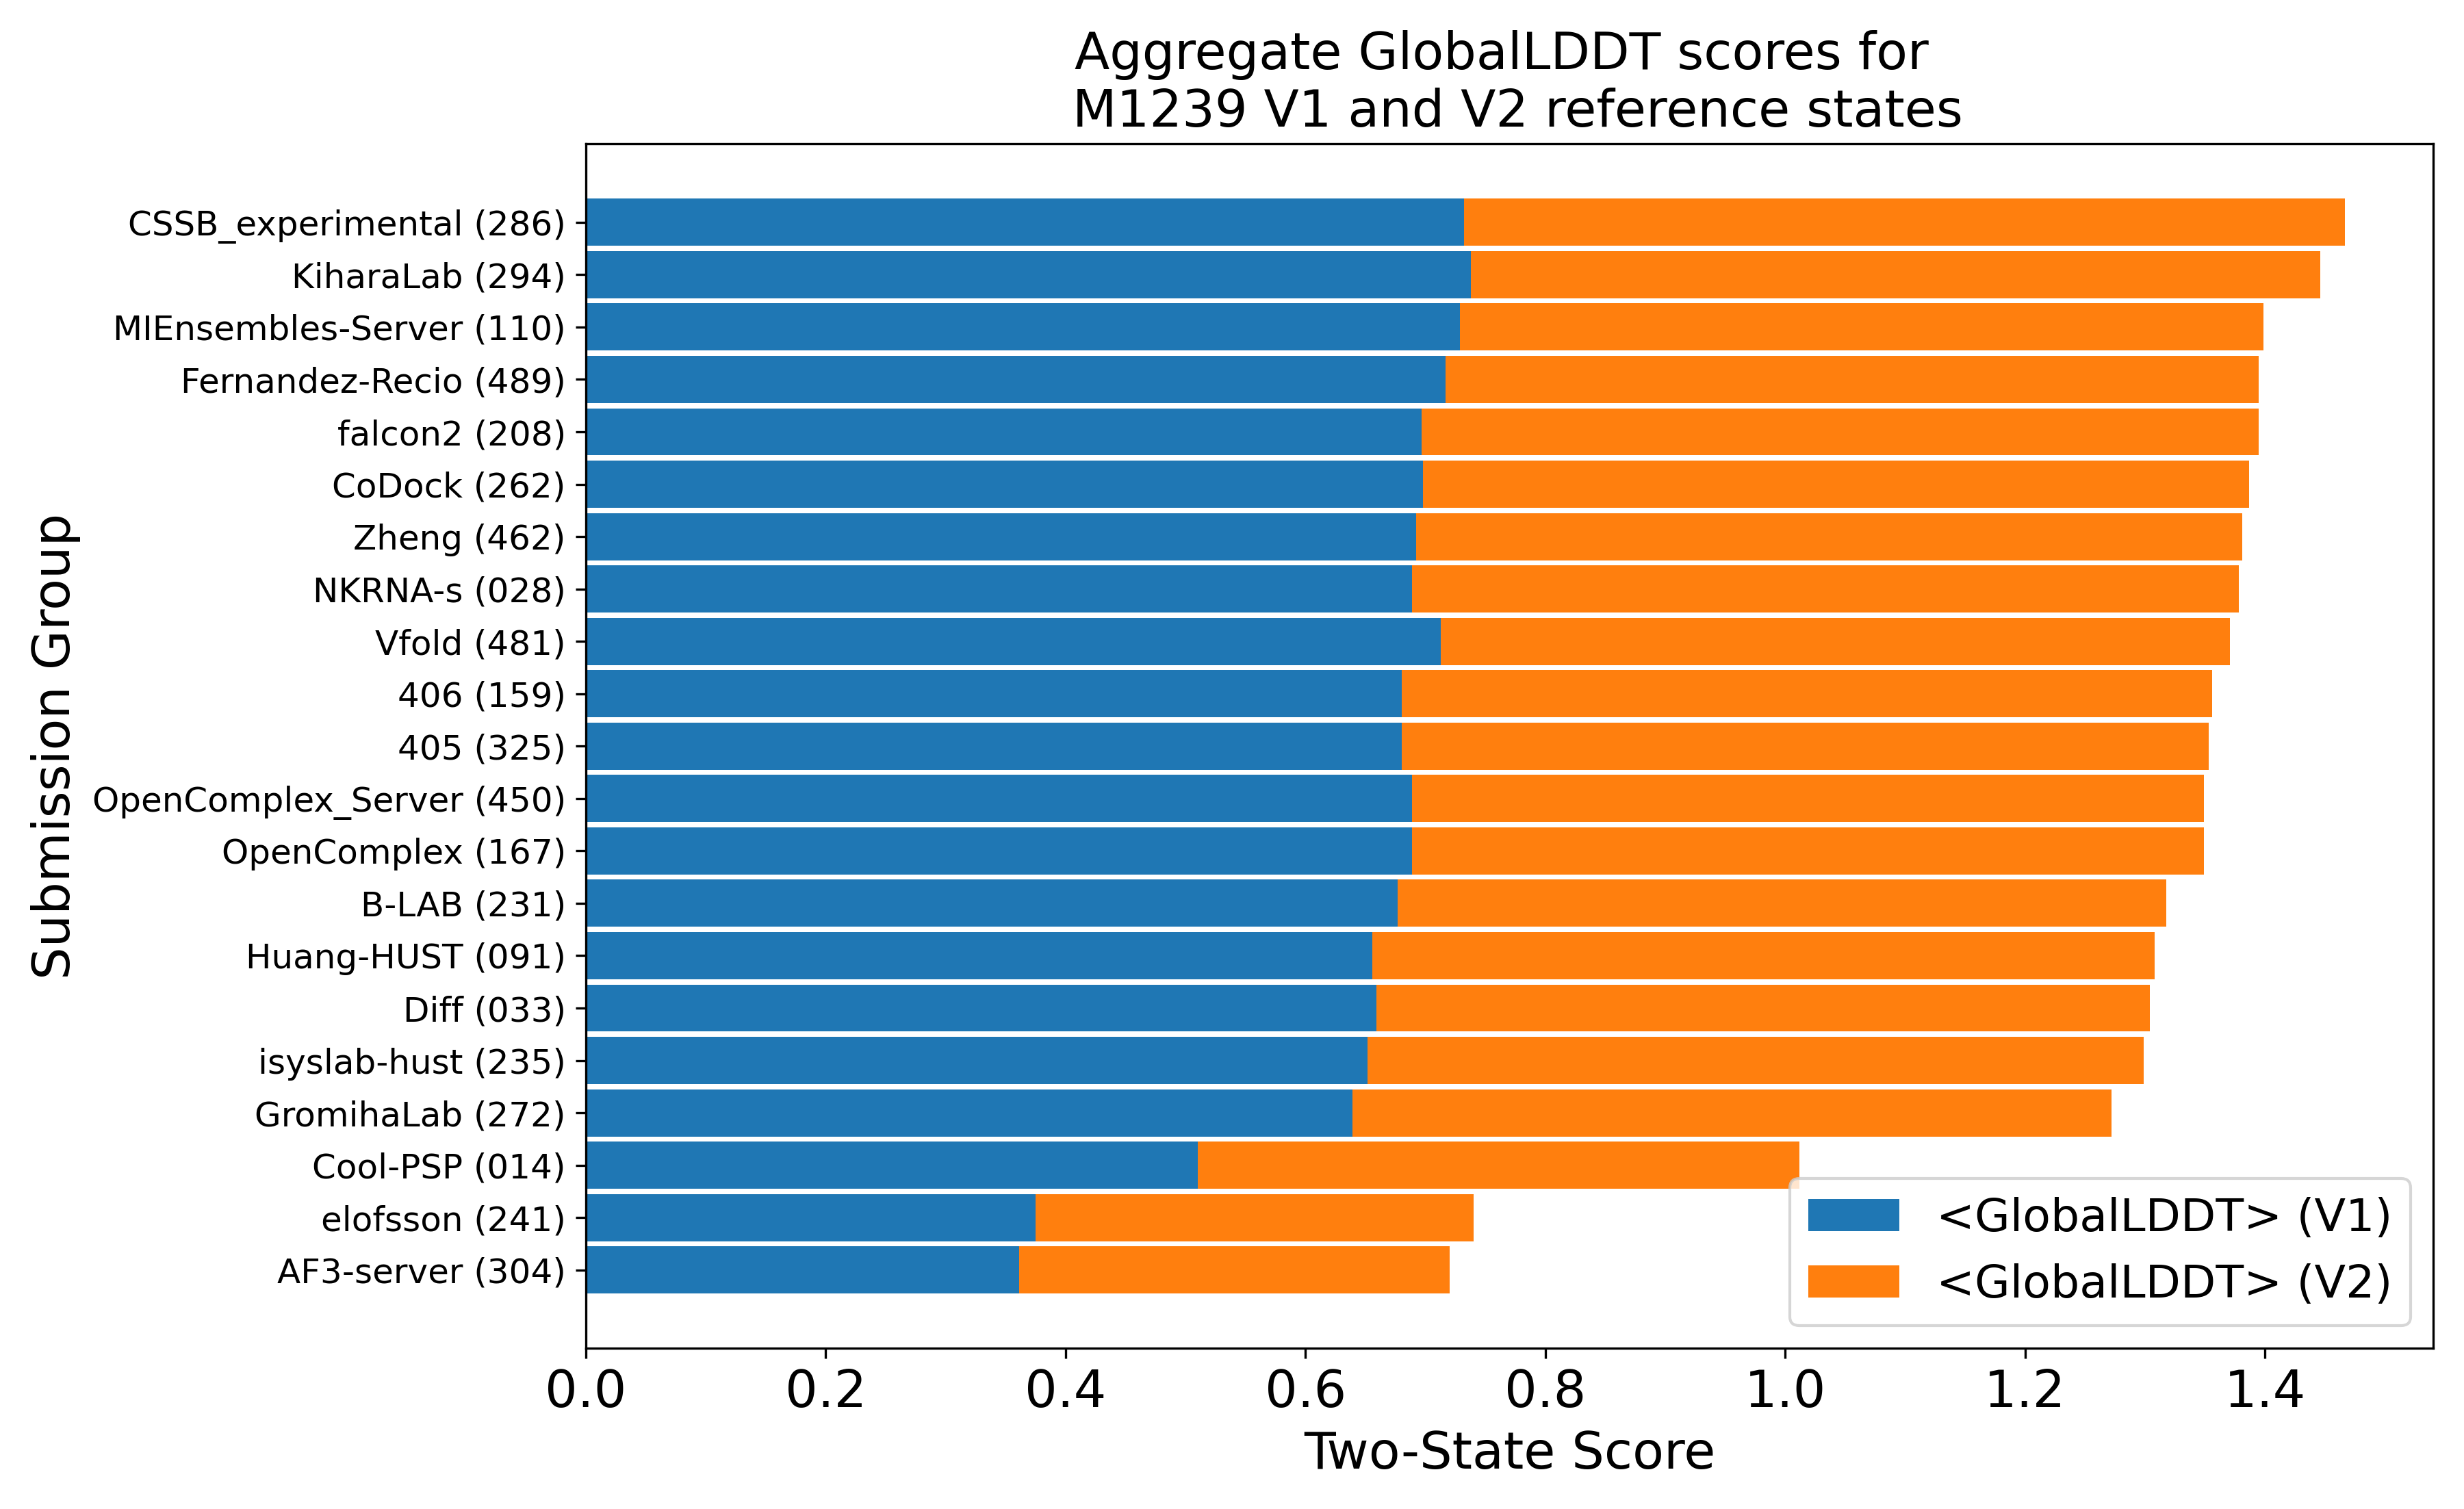 Aggregate GlobalLDDT scores for
M1239 V1 and V2 reference states
Submission Group
CSSB_experimental (286)
KiharaLab (294)
MIEnsembles-Server (110)
Fernandez-Recio (489)
falcon2 (208)
CoDock (262)
Zheng (462)
NKRNA-s (028)
Vfold (481)
406 (159)
405 (325)
OpenComplex_Server (450)
OpenComplex (167)
B-LAB (231)
Huang-HUST (091)
Diff (033)
isyslab-hust (235)
GromihaLab (272)
Cool-PSP (014)
elofsson (241)
AF3-server (304)
<GlobalLDDT> (V1)
<GlobalLDDT> (V2)
0.0 0.2 0.4 0.6 0.8 1.0 1.2 1.4
Two-State Score